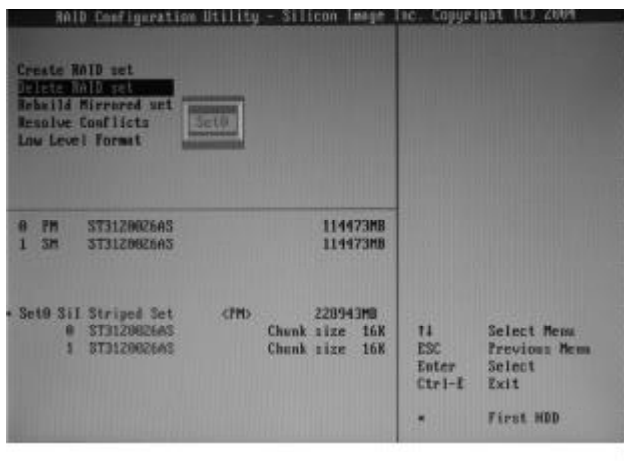 RAID Configuration Utility - Silicon Image Inc. Copyright (C) 2004
Create RAID set
Delete RAID set
Rebuild Mirrored set
Resolve Conflicts
Low Level Format
Set0
0 PM ST3120026AS 114473MB
1 SM ST3120026AS 114473MB
* Set0 SiI Striped Set <PM> 228943MB
0 ST3120026AS Chunk size 16K
1 ST3120026AS Chunk size 16K
↑↓ Select Menu
ESC Previous Menu
Enter Select
Ctrl-E Exit
* First HDD